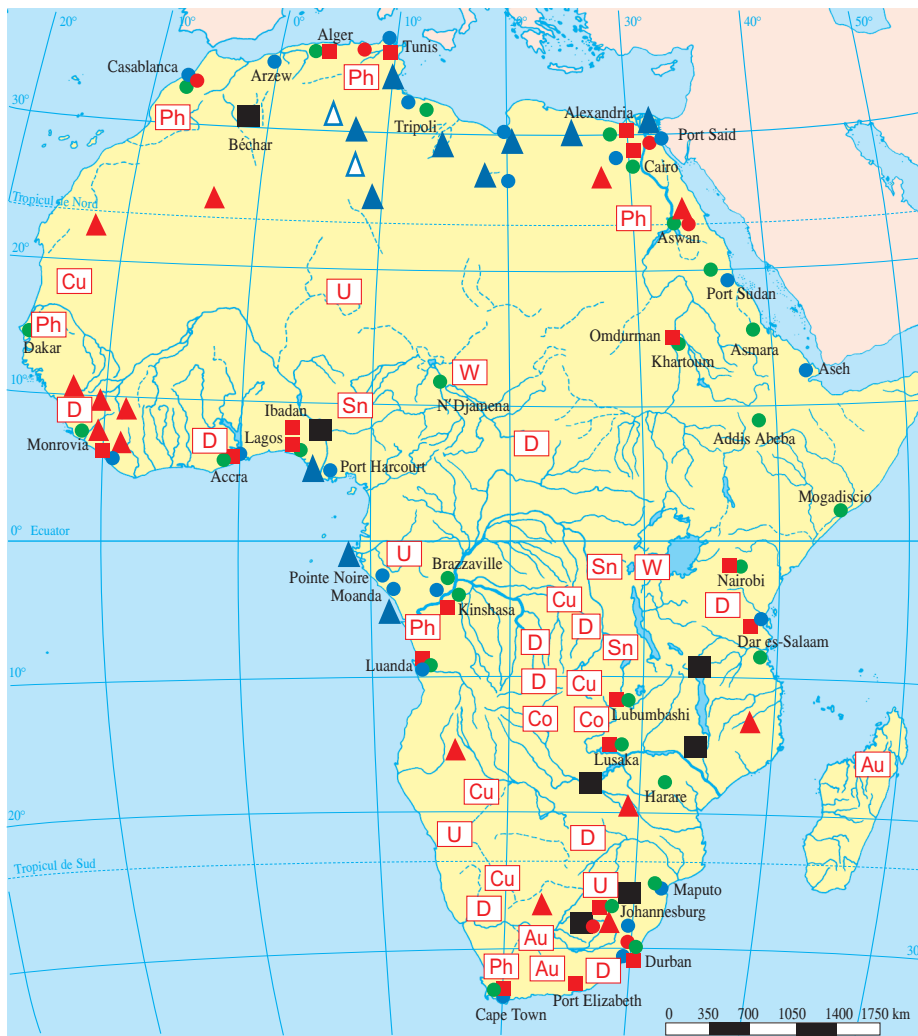 20° 10° 0° 10° 20° 30° 40° 50°
Alger
Tunis
Casablanca
Arzew
Ph
30°
Ph
Béchar
Tripoli
Alexandria
Port Said
Cairo
Tropicul de Nord
Ph
Aswan
20°
Cu
U
Port Sudan
Ph
Dakar
Omdurman
Khartoum
Asmara
Aseh
10°
W
N'Djamena
D
Ibadan
Sn
Monrovia
D
Lagos
D
Addis Abeba
Accra
Port Harcourt
Mogadiscio
0° Ecuator
U
Brazzaville
Sn W
Pointe Noire
Nairobi
Moanda
Kinshasa
Cu
D
Ph
D
D
Sn
Dar es-Salaam
Luanda
10°
D
Cu
Lubumbashi
Co
Co
Lusaka
Au
Cu
Harare
20°
U
D
Tropicul de Sud
Cu
U
Maputo
D
Johannesburg
Au
30°
Ph
Au
D
Durban
Port Elizabeth
Cape Town
0 350 700 1050 1400 1750 km